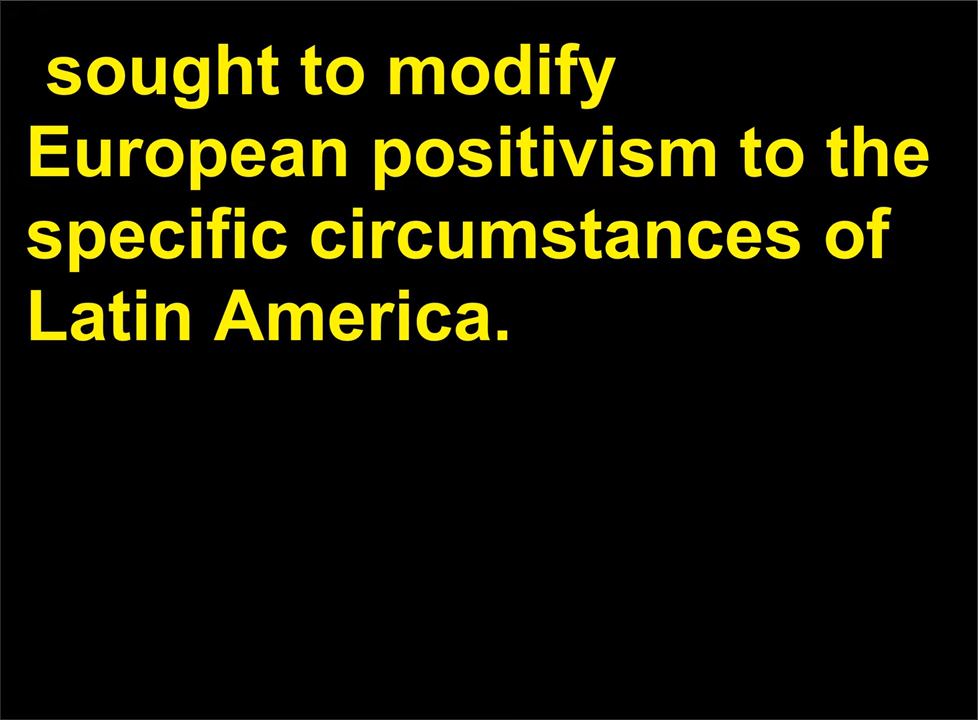 sought to modify
European positivism to the
specific circumstances of
Latin America.